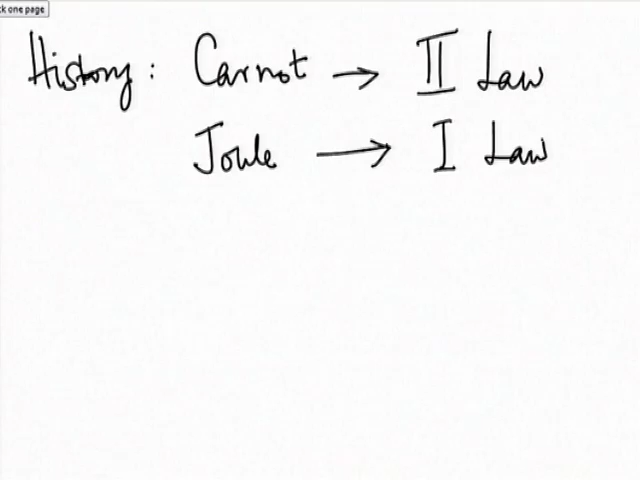 ck one page
History: Carnot → II Law
Joule → I Law